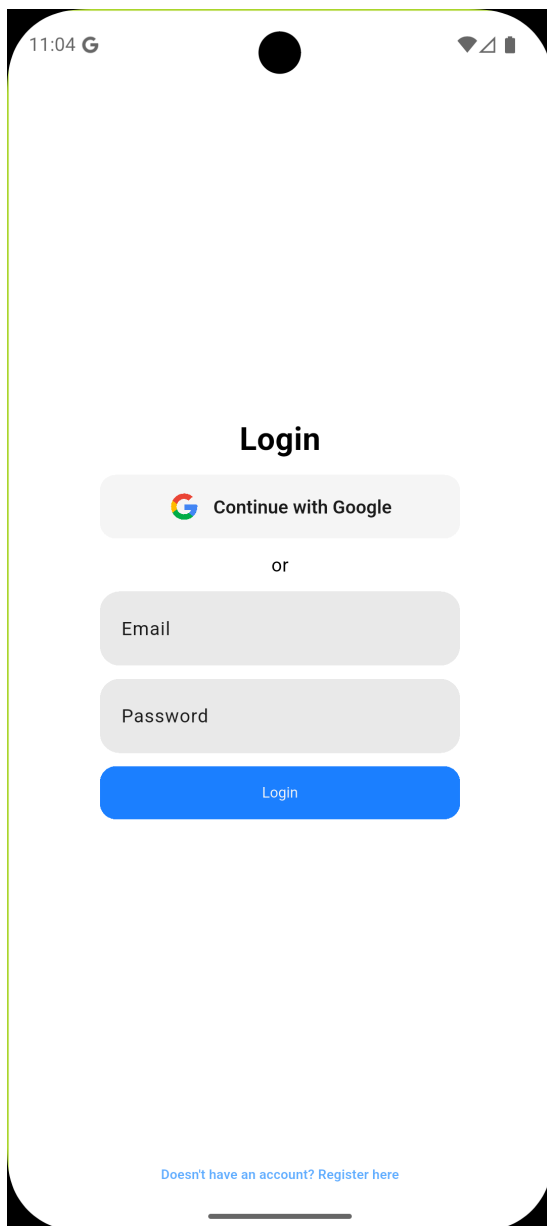 11:04
Login
Continue with Google
or
Email
Password
Login
Doesn't have an account? Register here